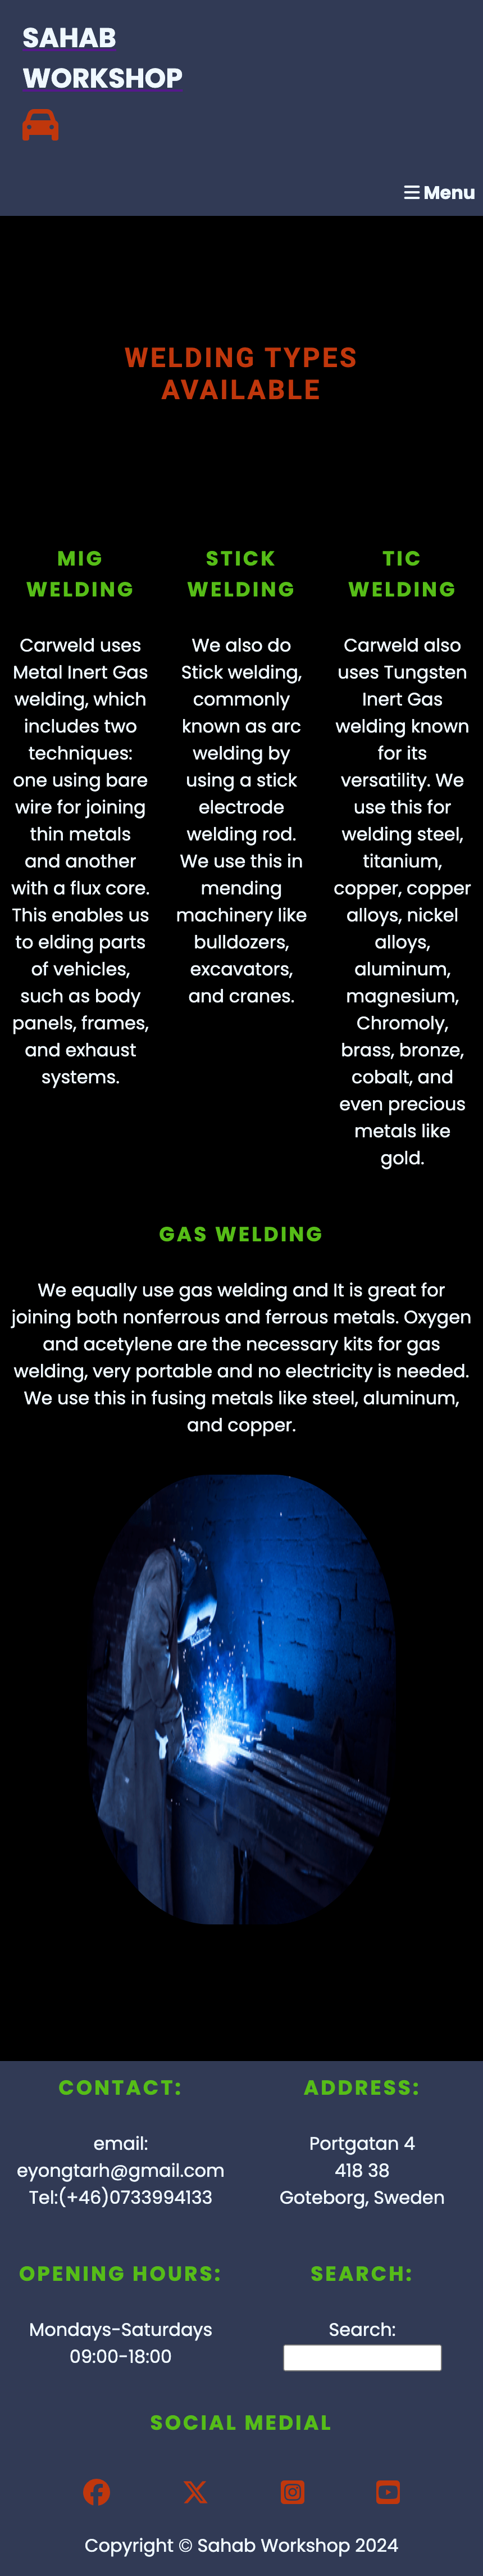 SAHAB
WORKSHOP
Menu
WELDING TYPES
AVAILABLE
MIG
WELDING
Carweld uses
Metal Inert Gas
welding, which
includes two
techniques:
one using bare
wire for joining
thin metals
and another
with a flux core.
This enables us
to elding parts
of vehicles,
such as body
panels, frames,
and exhaust
systems.
STICK
WELDING
We also do
Stick welding,
commonly
known as arc
welding by
using a stick
electrode
welding rod.
We use this in
mending
machinery like
bulldozers,
excavators,
and cranes.
TIC
WELDING
Carweld also
uses Tungsten
Inert Gas
welding known
for its
versatility. We
use this for
welding steel,
titanium,
copper, copper
alloys, nickel
alloys,
aluminum,
magnesium,
Chromoly,
brass, bronze,
cobalt, and
even precious
metals like
gold.
GAS WELDING
We equally use gas welding and It is great for
joining both nonferrous and ferrous metals. Oxygen
and acetylene are the necessary kits for gas
welding, very portable and no electricity is needed.
We use this in fusing metals like steel, aluminum,
and copper.
CONTACT:
email:
eyongtarh@gmail.com
Tel:(+46)0733994133
ADDRESS:
Portgatan 4
418 38
Goteborg, Sweden
OPENING HOURS:
Mondays-Saturdays
09:00-18:00
SEARCH:
Search:
SOCIAL MEDIAL
Copyright © Sahab Workshop 2024